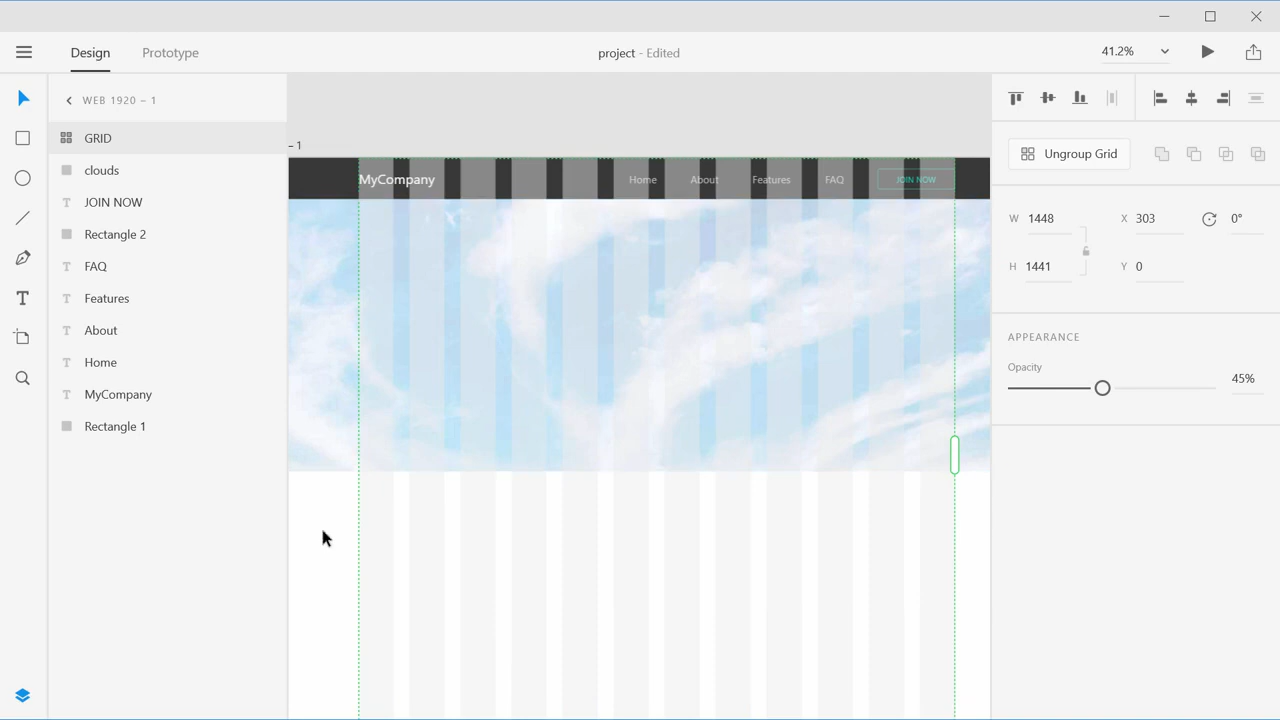 Design
Prototype
project - Edited
41.2%
WEB 1920 – 1
GRID
clouds
JOIN NOW
Rectangle 2
FAQ
Features
About
Home
MyCompany
Rectangle 1
– 1
MyCompany
Home
About
Features
FAQ
JOIN NOW
Ungroup Grid
W 1448
X 303
0°
H 1441
Y 0
APPEARANCE
Opacity
45%